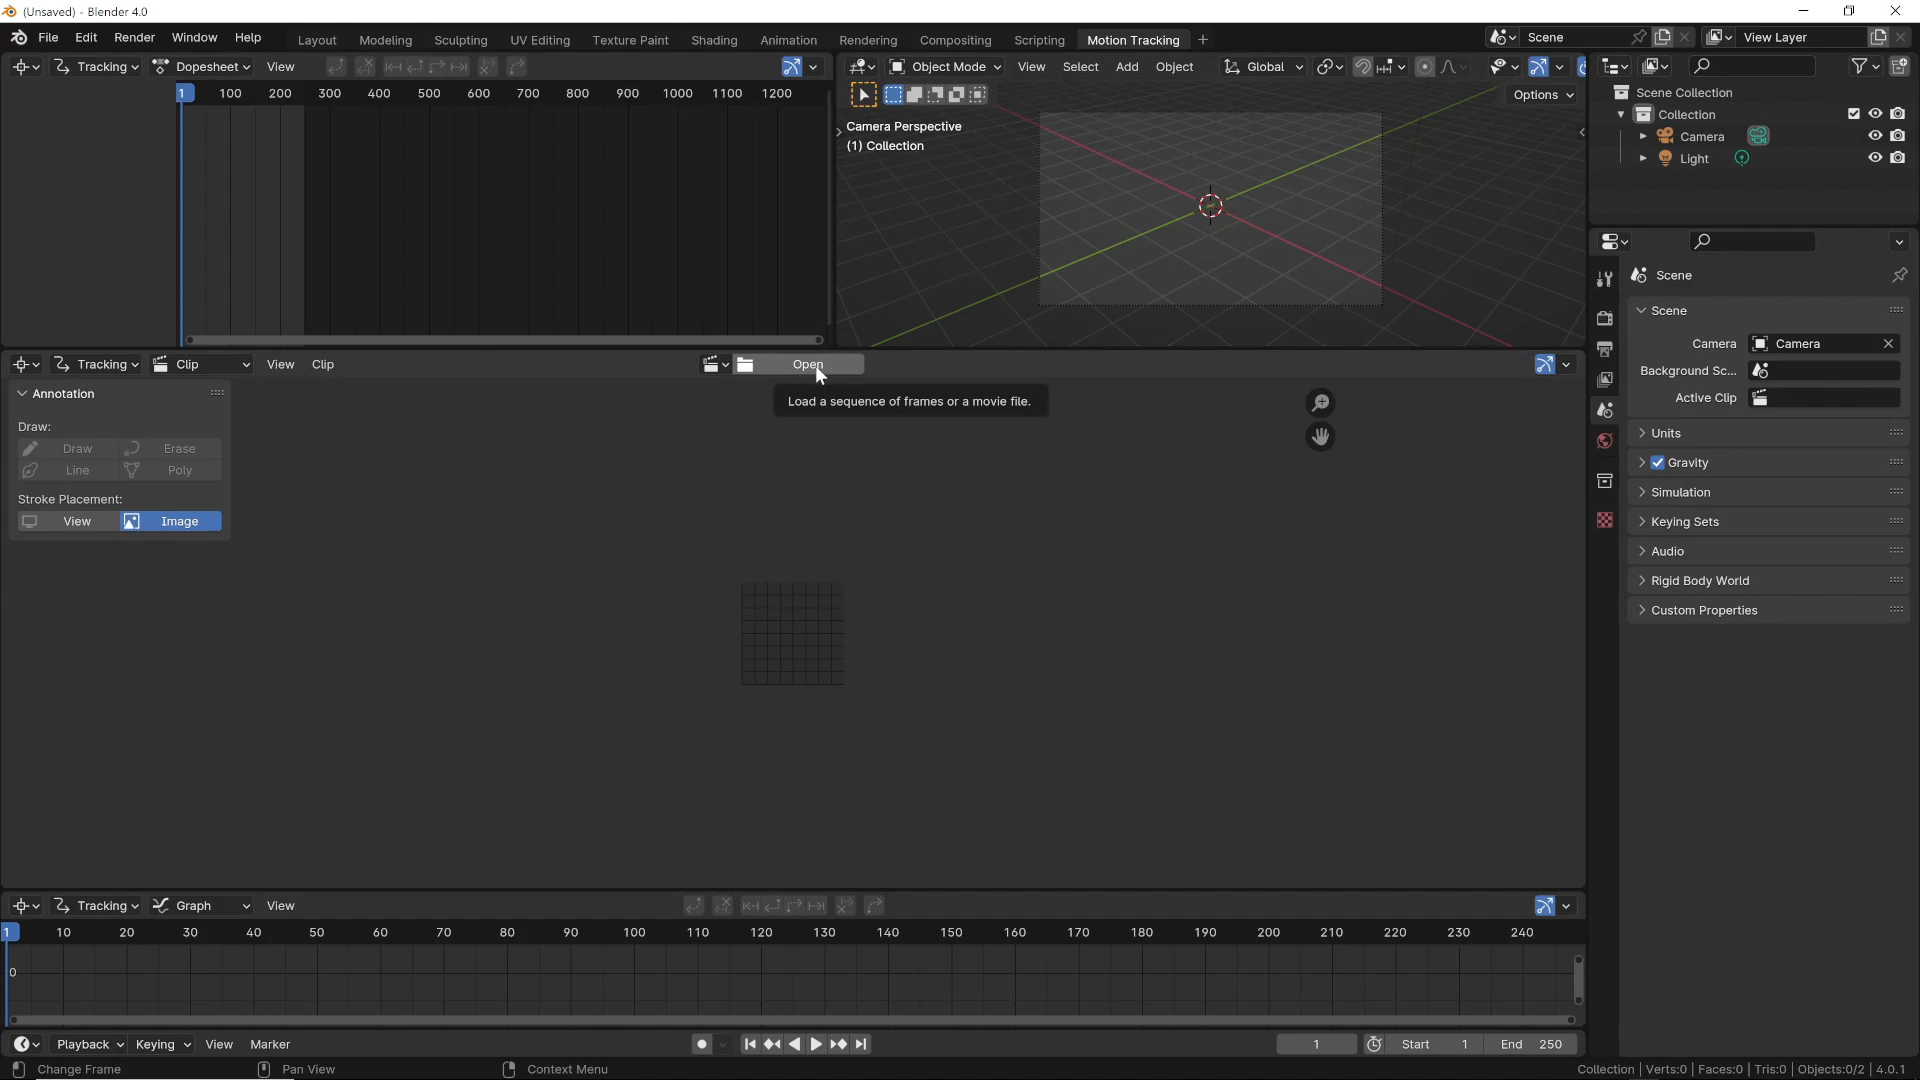 (Unsaved) - Blender 4.0
File Edit Render Window Help Layout Modeling Sculpting UV Editing Texture Paint Shading Animation Rendering Compositing Scripting Motion Tracking + Scene View Layer
Tracking Dopesheet View
1 100 200 300 400 500 600 700 800 900 1000 1100 1200
Object Mode View Select Add Object Global
Options
Camera Perspective
(1) Collection
Scene Collection
Collection
Camera
Light
Scene
Scene
Camera Camera
Background Sc...
Active Clip
Units
Gravity
Simulation
Keying Sets
Audio
Rigid Body World
Custom Properties
Tracking Clip View Clip Open
Load a sequence of frames or a movie file.
Annotation
Draw:
Draw Erase
Line Poly
Stroke Placement:
View Image
Tracking Graph View
1 10 20 30 40 50 60 70 80 90 100 110 120 130 140 150 160 170 180 190 200 210 220 230 240
0
Playback Keying View Marker 1 Start 1 End 250
Change Frame Pan View Context Menu Collection | Verts:0 | Faces:0 | Tris:0 | Objects:0/2 | 4.0.1